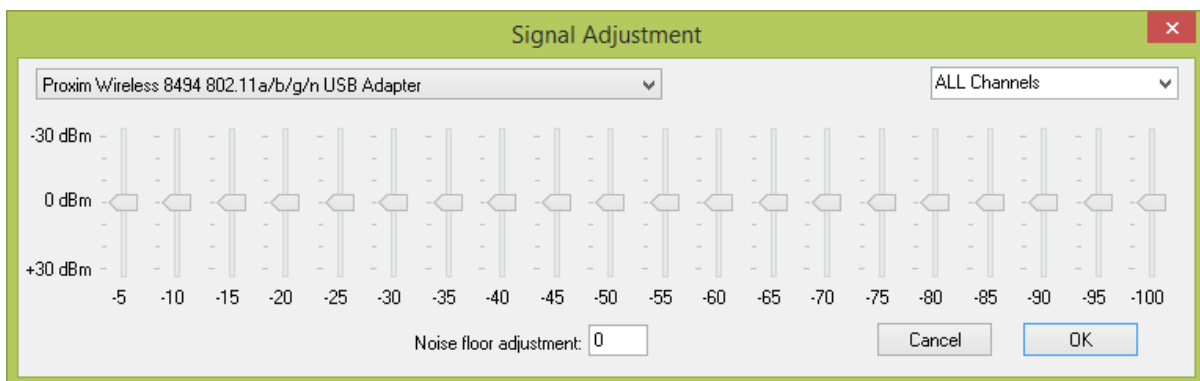 Signal Adjustment
Proxim Wireless 8494 802.11a/b/g/n USB Adapter
ALL Channels
-30 dBm
0 dBm
+30 dBm
-5 -10 -15 -20 -25 -30 -35 -40 -45 -50 -55 -60 -65 -70 -75 -80 -85 -90 -95 -100
Noise floor adjustment: 0 Cancel OK